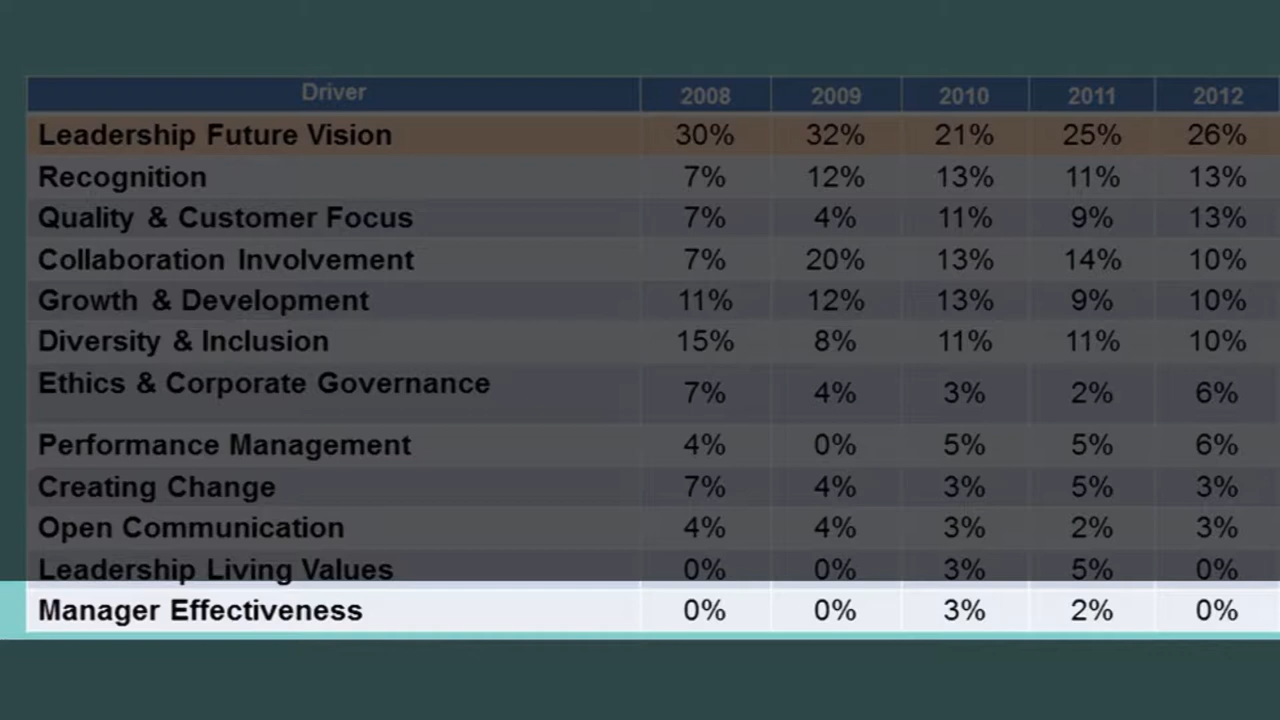 Driver 2008 2009 2010 2011 2012
Leadership Future Vision 30% 32% 21% 25% 26%
Recognition 7% 12% 13% 11% 13%
Quality & Customer Focus 7% 4% 11% 9% 13%
Collaboration Involvement 7% 20% 13% 14% 10%
Growth & Development 11% 12% 13% 9% 10%
Diversity & Inclusion 15% 8% 11% 11% 10%
Ethics & Corporate Governance 7% 4% 3% 2% 6%
Performance Management 4% 0% 5% 5% 6%
Creating Change 7% 4% 3% 5% 3%
Open Communication 4% 4% 3% 2% 3%
Leadership Living Values 0% 0% 3% 5% 0%
Manager Effectiveness 0% 0% 3% 2% 0%